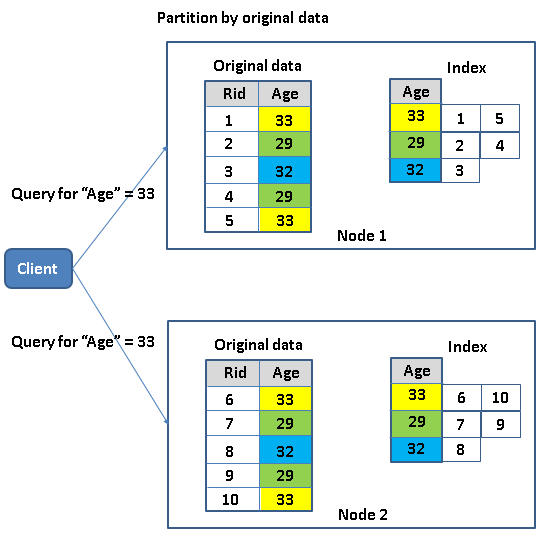 Partition by original data
Original data
Index
Rid Age
Age
1 33
33 1 5
2 29
29 2 4
3 32
32 3
4 29
5 33
Node 1
Query for “Age” = 33
Client
Query for “Age” = 33
Original data
Index
Rid Age
Age
6 33
33 6 10
7 29
29 7 9
8 32
32 8
9 29
10 33
Node 2